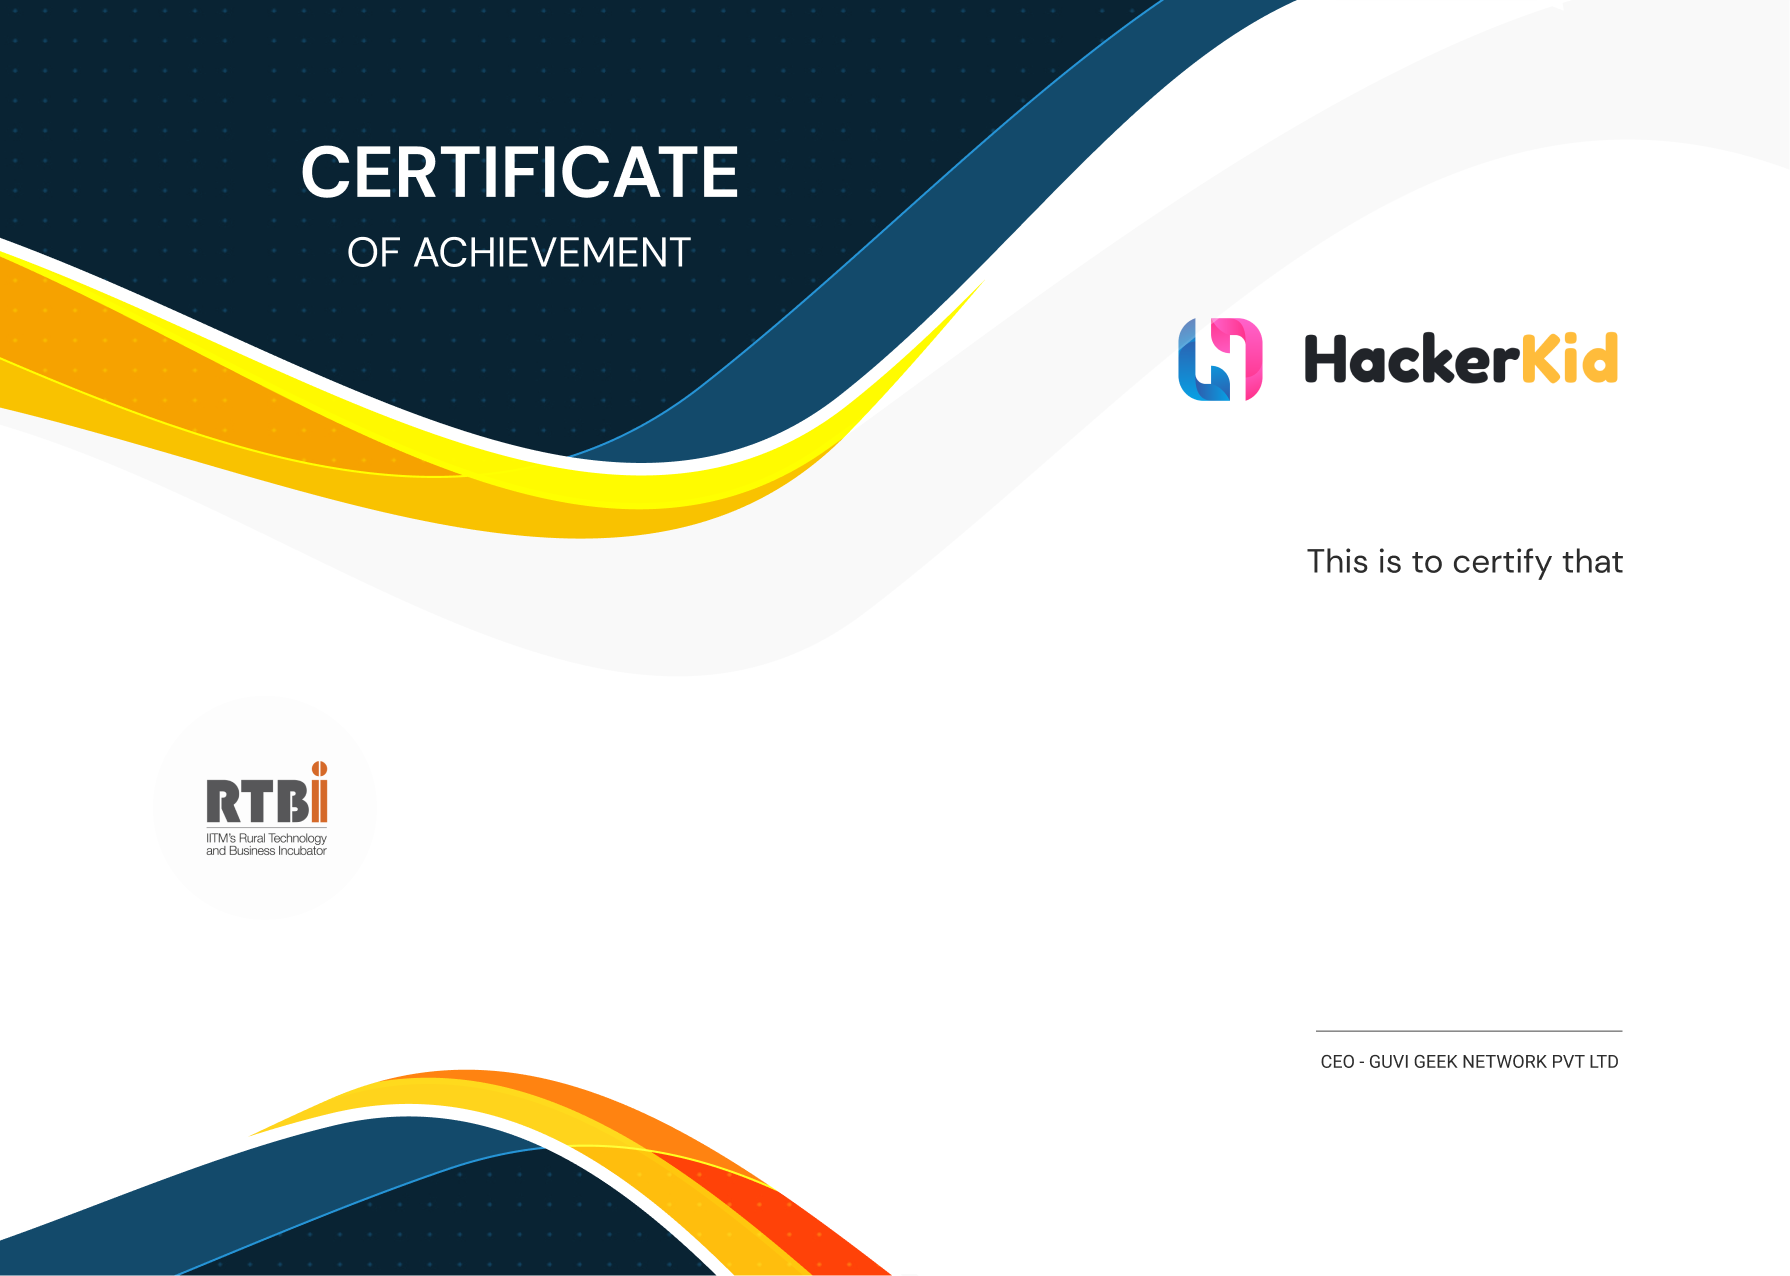 CERTIFICATE
OF ACHIEVEMENT
HackerKid
This is to certify that
RTBi
IITM's Rural Technology
and Business Incubator
CEO - GUVI GEEK NETWORK PVT LTD